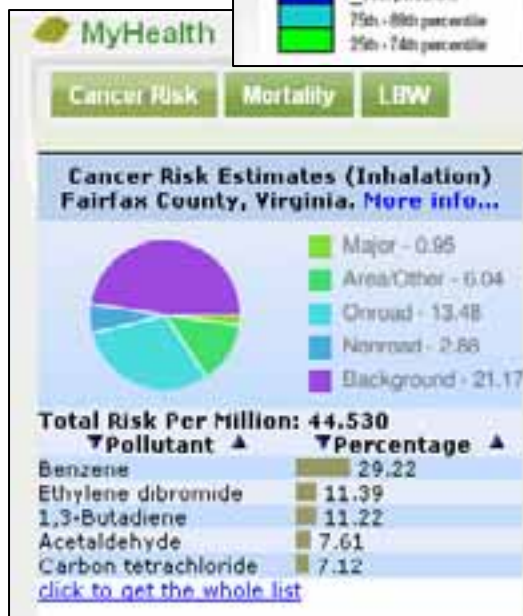 75th - 89th percentile
25th - 74th percentile
MyHealth
Cancer Risk Mortality LBW
Cancer Risk Estimates (Inhalation)
Fairfax County, Virginia. More info...
Major - 0.95
Area/Other - 6.04
Onroad - 13.48
Nonroad - 2.88
Background - 21.17
Total Risk Per Million: 44.530
▼Pollutant ▲ ▼Percentage ▲
Benzene 29.22
Ethylene dibromide 11.39
1,3-Butadiene 11.22
Acetaldehyde 7.61
Carbon tetrachloride 7.12
click to get the whole list